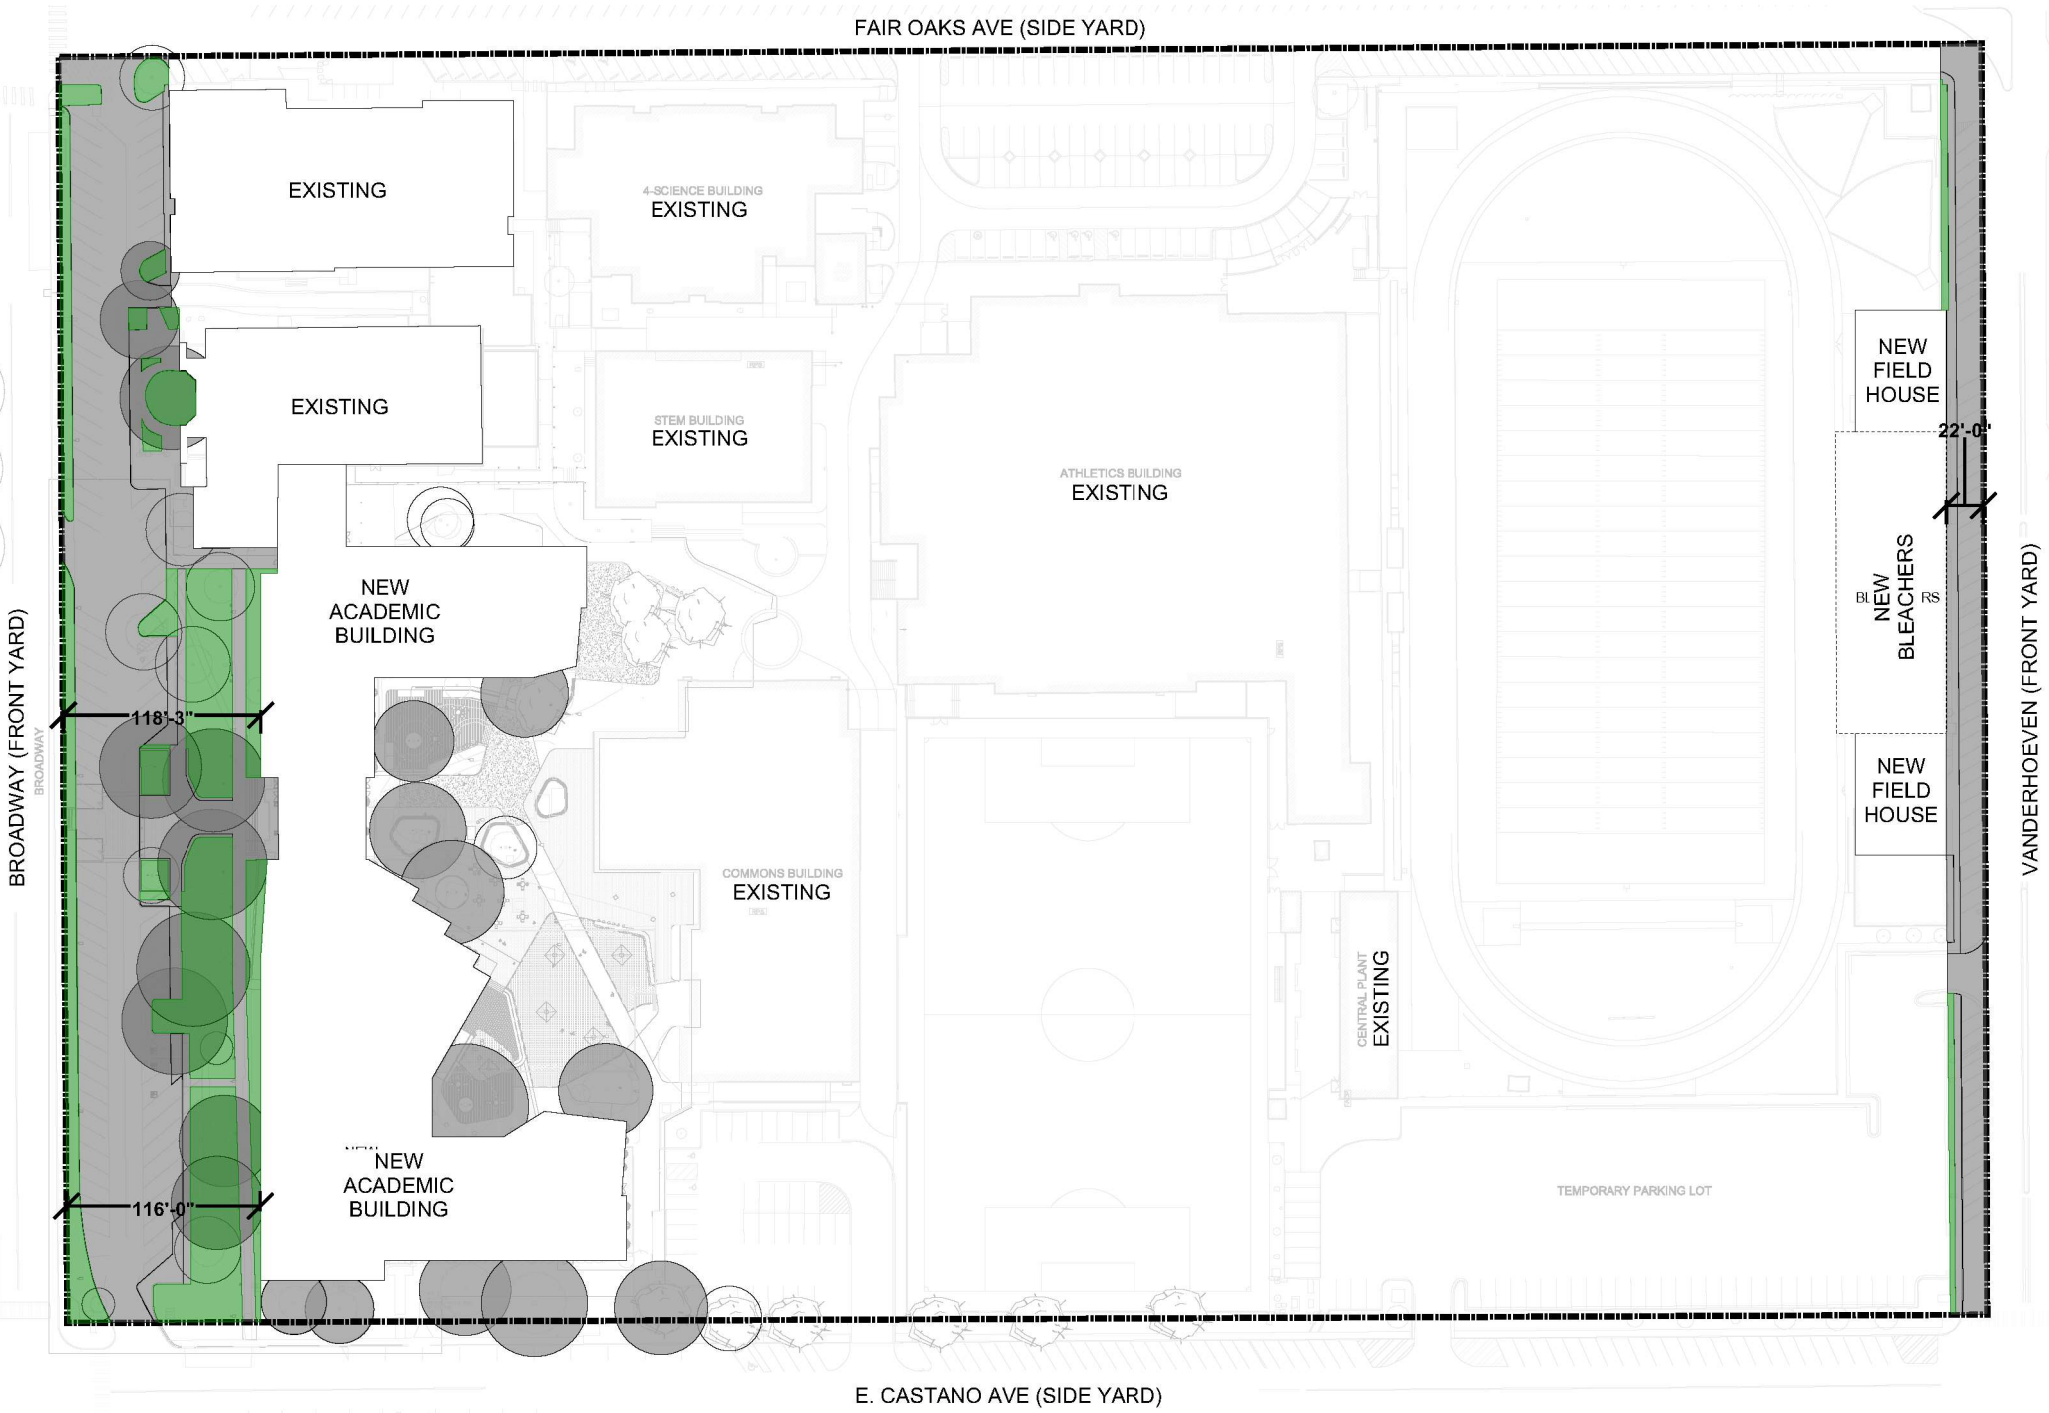 FAIR OAKS AVE (SIDE YARD)
EXISTING
4-SCIENCE BUILDING
EXISTING
NEW
FIELD
HOUSE
EXISTING
STEM BUILDING
EXISTING
22'-0"
ATHLETICS BUILDING
EXISTING
NEW
ACADEMIC
BUILDING
NEW
BLEACHERS
BL
RS
BROADWAY (FRONT YARD)
VANDERHOEVEN (FRONT YARD)
118'-3"
BROADWAY
NEW
FIELD
HOUSE
COMMONS BUILDING
EXISTING
CENTRAL PLANT
EXISTING
NEW
ACADEMIC
BUILDING
116'-0"
TEMPORARY PARKING LOT
E. CASTANO AVE (SIDE YARD)